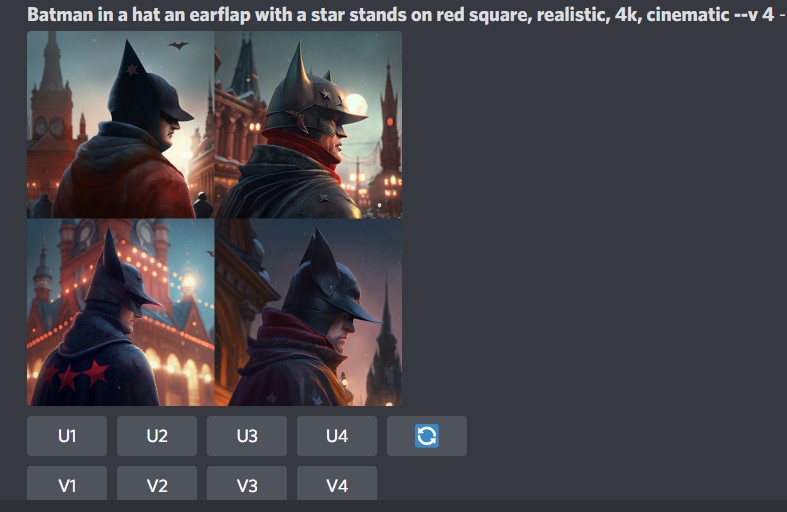 Batman in a hat an earflap with a star stands on red square, realistic, 4k, cinematic --v 4 -
U1 U2 U3 U4
V1 V2 V3 V4